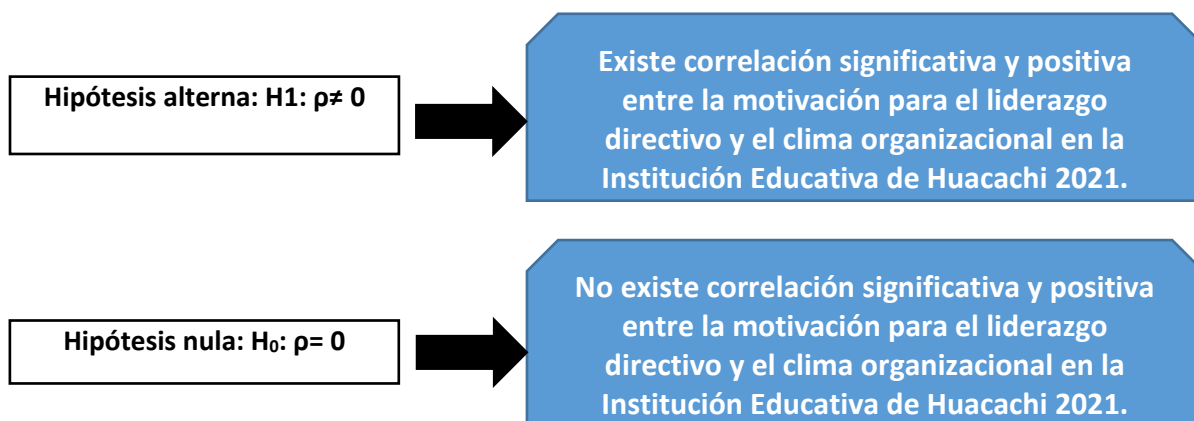 Hipótesis alterna: H1: ρ≠ 0
Existe correlación significativa y positiva
entre la motivación para el liderazgo
directivo y el clima organizacional en la
Institución Educativa de Huacachi 2021.
Hipótesis nula: H₀: ρ= 0
No existe correlación significativa y positiva
entre la motivación para el liderazgo
directivo y el clima organizacional en la
Institución Educativa de Huacachi 2021.